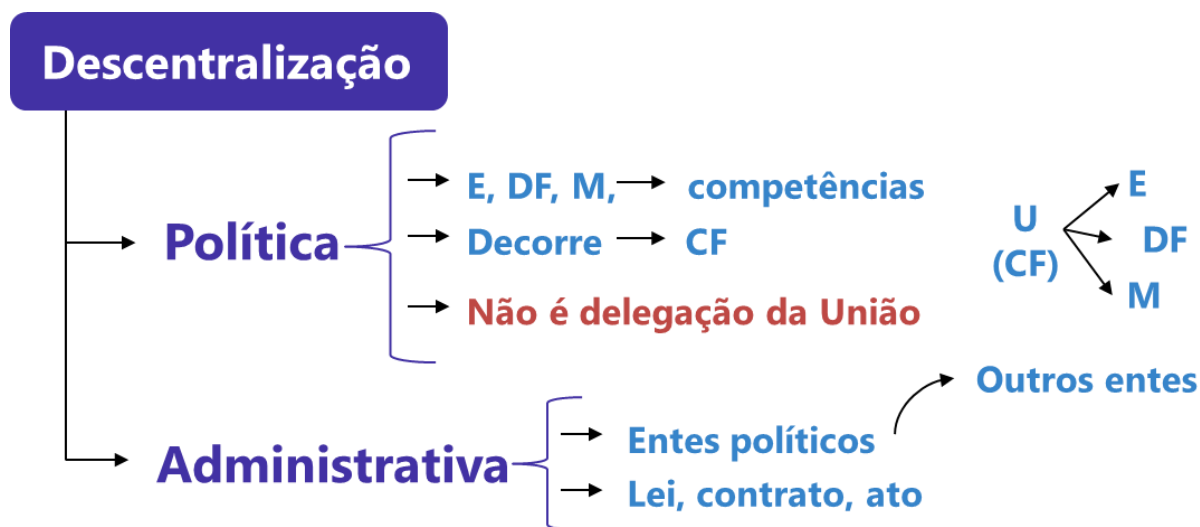 Descentralização
Política
E, DF, M, competências
Decorre CF
Não é delegação da União
U
(CF)
E
DF
M
Administrativa
Entes políticos
Outros entes
Lei, contrato, ato